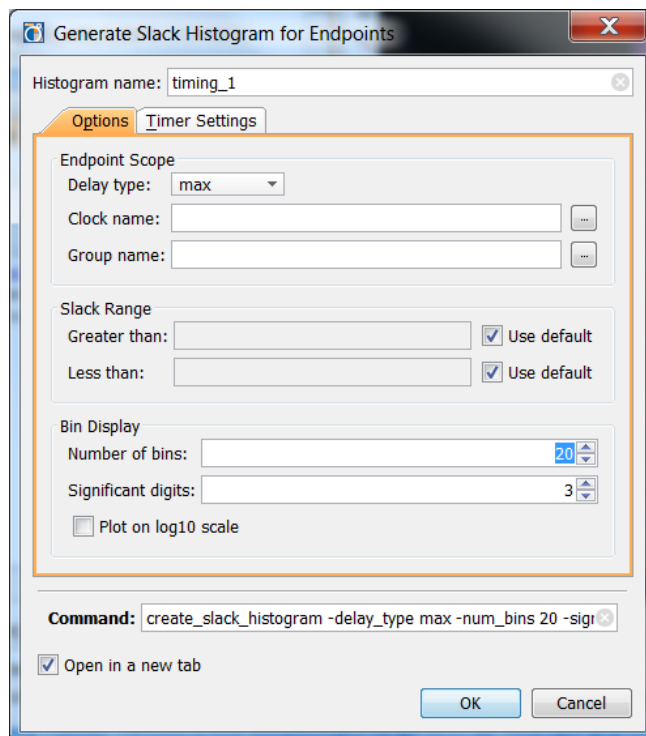 Generate Slack Histogram for Endpoints
Histogram name: timing_1
Options Timer Settings
Endpoint Scope
Delay type: max
Clock name: ...
Group name: ...
Slack Range
Greater than: Use default
Less than: Use default
Bin Display
Number of bins: 20
Significant digits: 3
Plot on log10 scale
Command: create_slack_histogram -delay_type max -num_bins 20 -sigr
Open in a new tab
OK Cancel